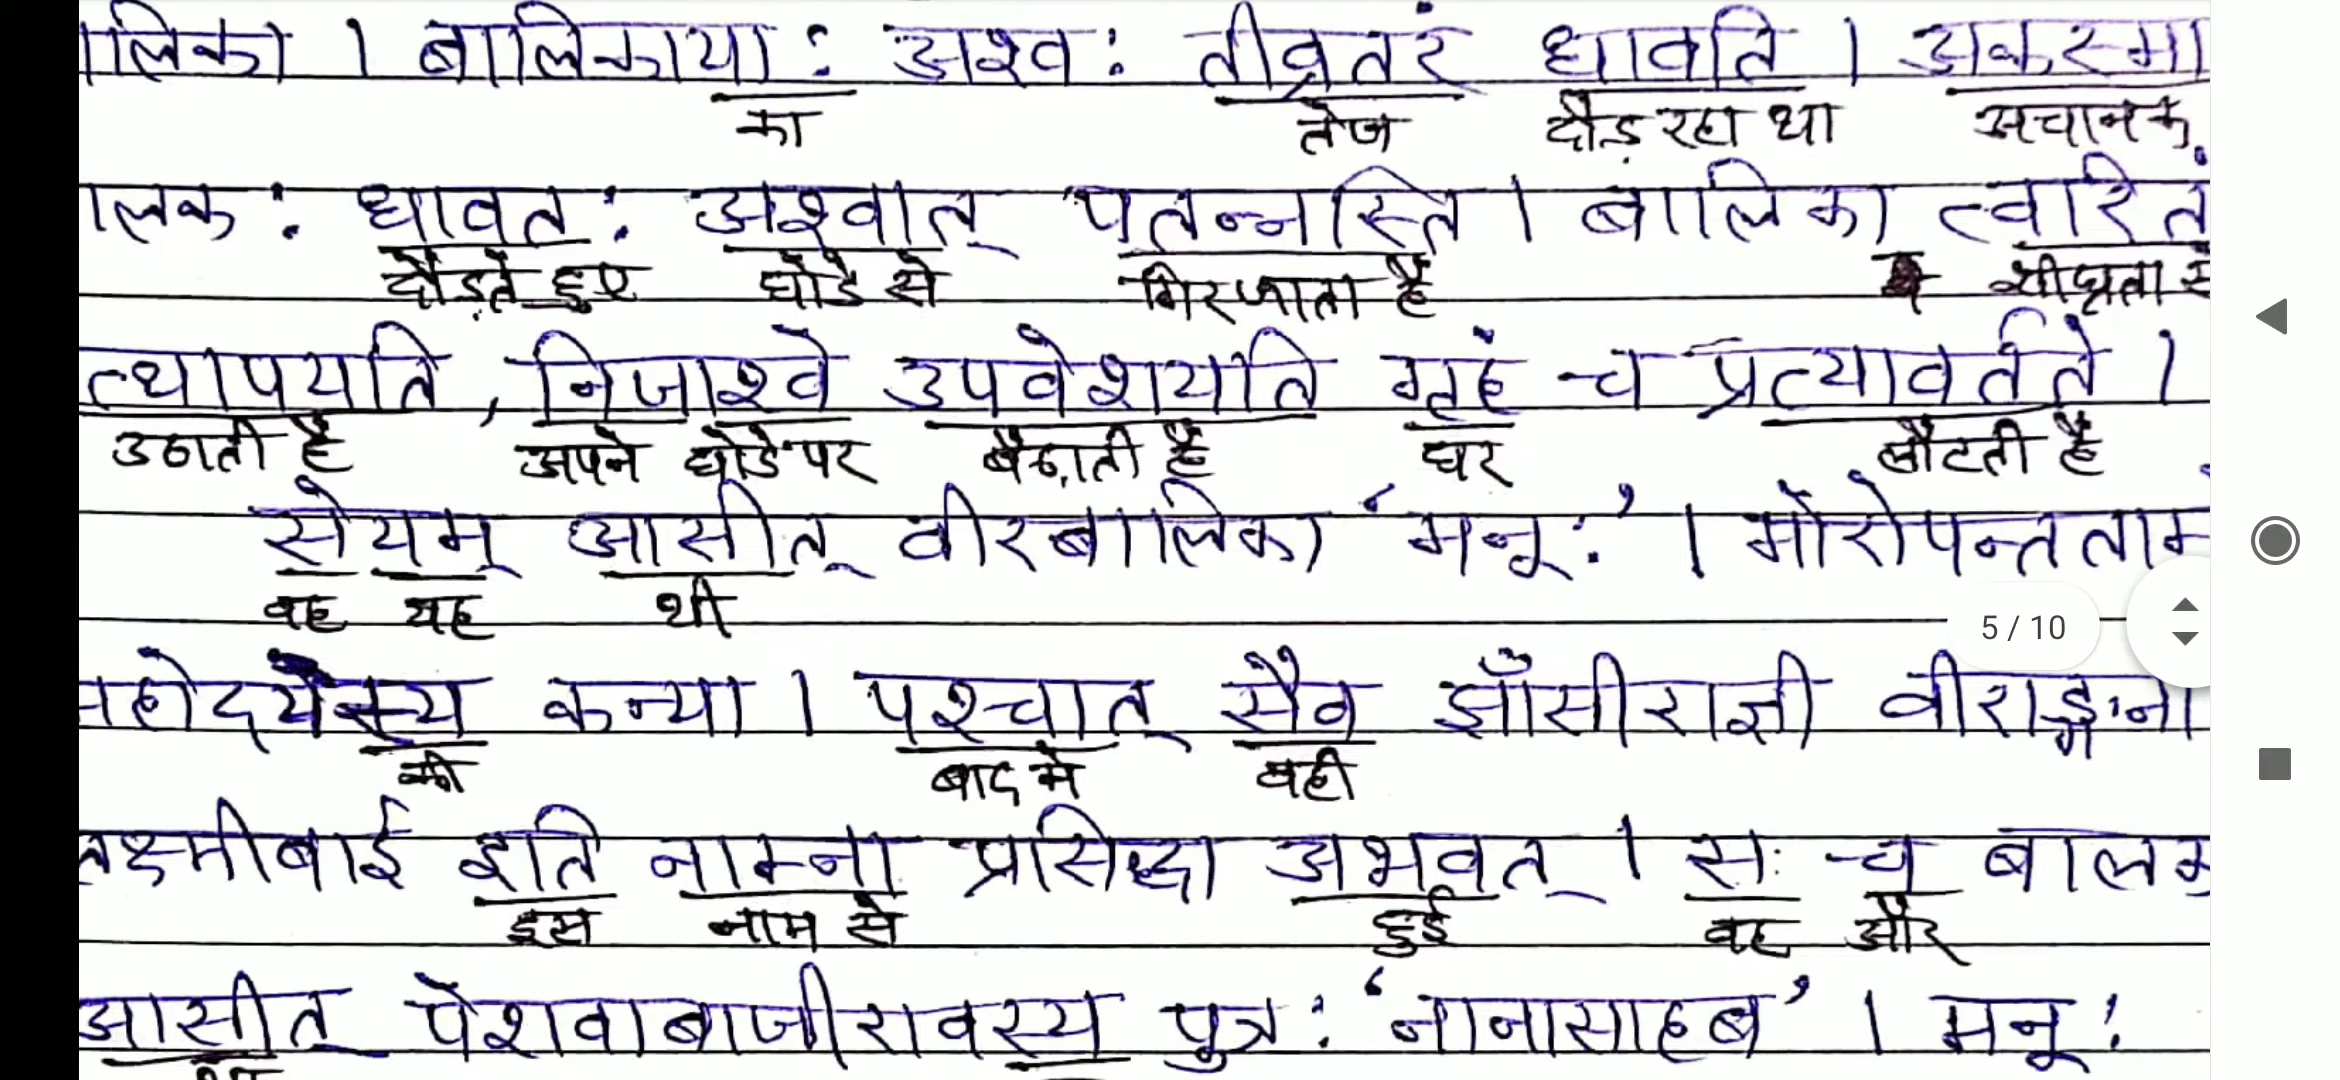 ालिका । बालिकायाः अश्वः तीव्रतरं धावति । अकस्मा
का तेज दौड़ रहा था अचानक
ालकः धावतः अश्वात् पतन्नस्ति । बालिका त्वरितं
दौड़ते हुए घोडे से गिरजाता है शीघ्रता से
त्थापयति , निजाश्वे उपवेशयति गृहं च प्रत्यावर्तते ।
उठाती है अपने घोडे पर बैठाती है घर लौटती है
सेयम् आसीत् वीरबालिका 'मनूः' । मोरोपन्तताम
वह यह थी
5 / 10
महोदयस्य कन्या । पश्चात् सैव झाँसीराज्ञी वीराङ्गना
की बाद मे वही
लक्ष्मीबाई इति नाम्ना प्रसिद्धा अभवत् । सः च बालक
इस नाम से हुई वह और
आसीत् पेशवाबाजीरावस्य पुत्रः 'नानासाहब' । मनूः